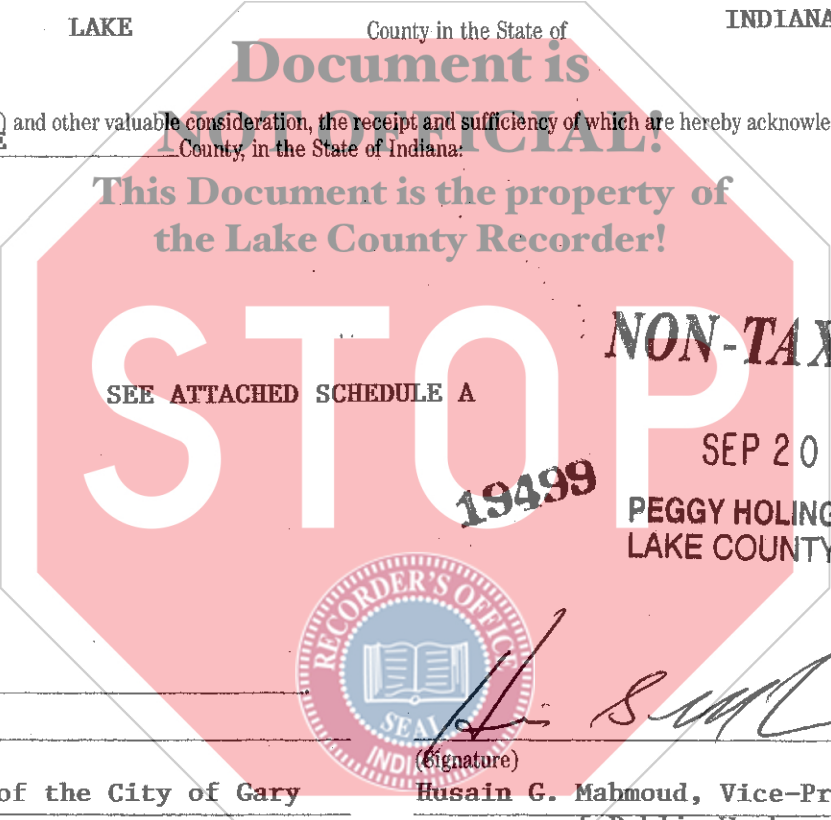 LAKE County in the State of INDIANA
Document is
) and other valuable consideration, the receipt and sufficiency of which are hereby acknowle
NOT OFFICIAL!
County, in the State of Indiana:
This Document is the property of
the Lake County Recorder!
NON-TAX
STOP
SEE ATTACHED SCHEDULE A
SEP 20
19499
PEGGY HOLING
LAKE COUNTY
RECORDER'S OFFICE
SEAL
INDIANA
(Signature)
of the City of Gary Husain G. Mahmoud, Vice-Pr